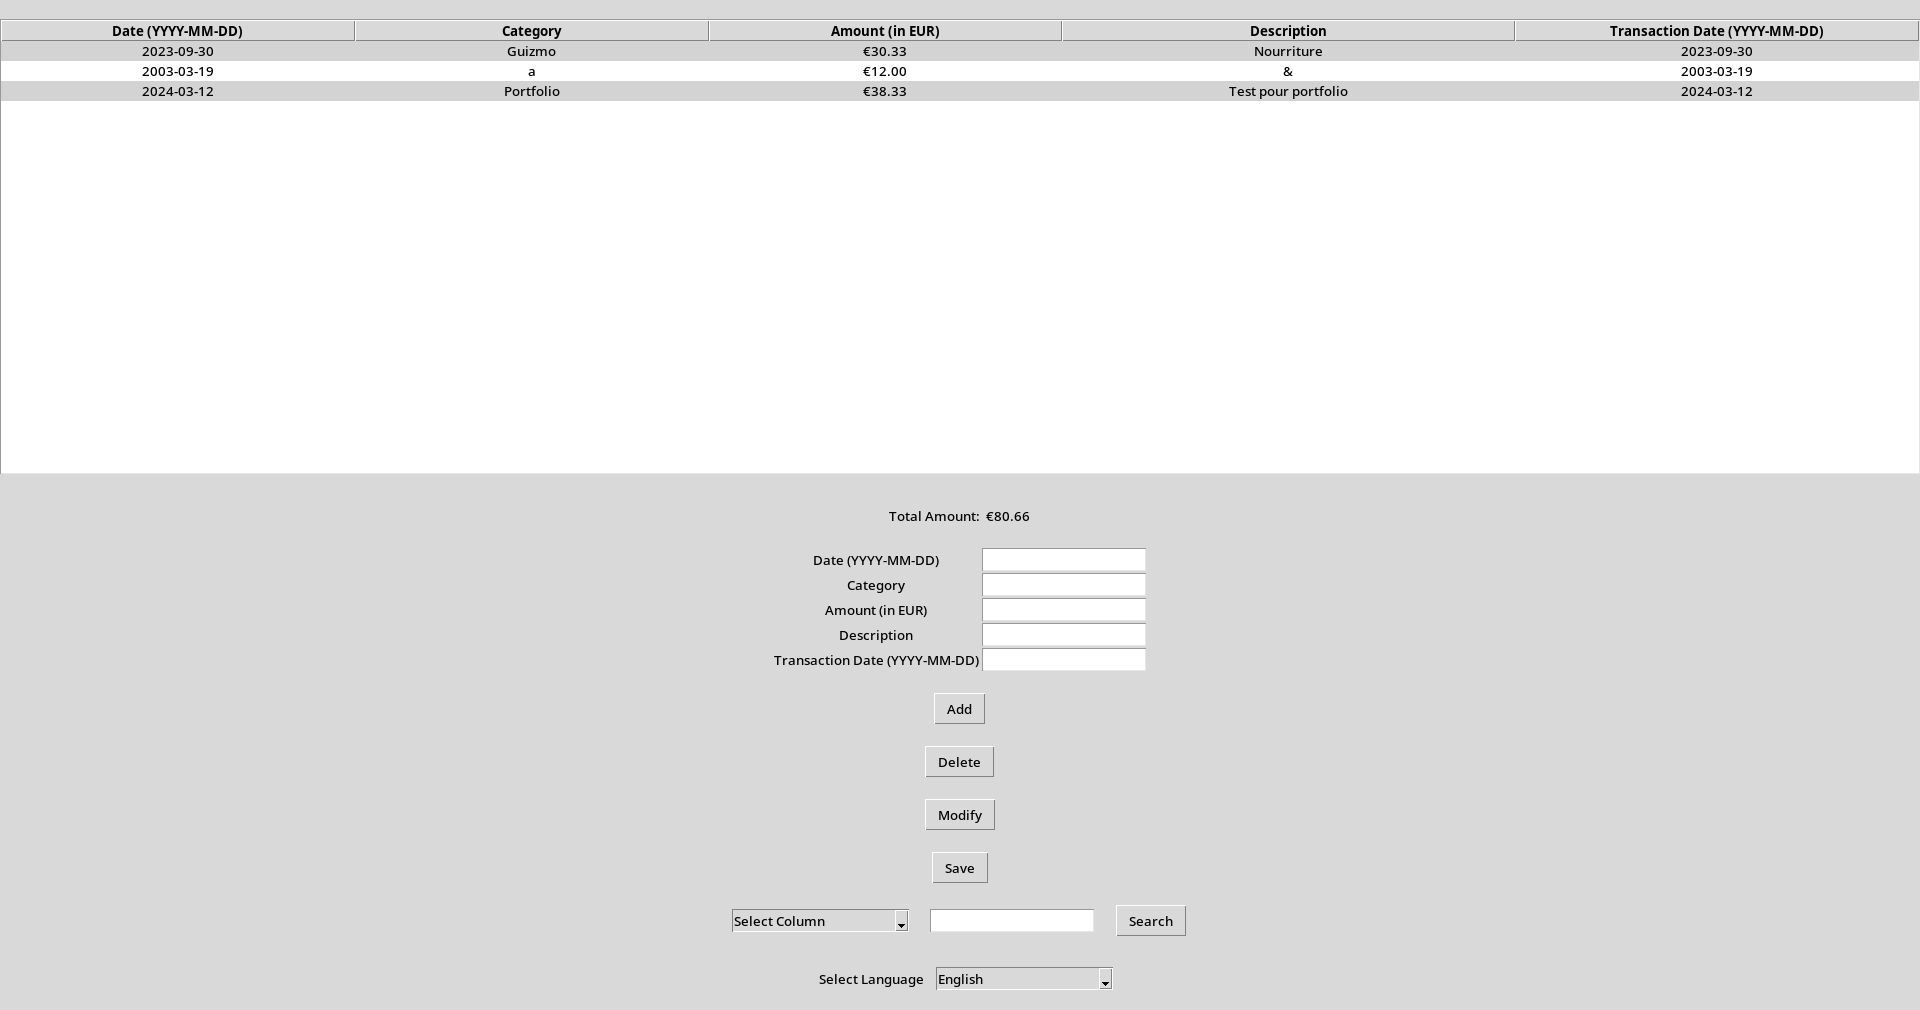 Date (YYYY-MM-DD) Category Amount (in EUR) Description Transaction Date (YYYY-MM-DD)
2023-09-30 Guizmo €30.33 Nourriture 2023-09-30
2003-03-19 a €12.00 & 2003-03-19
2024-03-12 Portfolio €38.33 Test pour portfolio 2024-03-12
Total Amount: €80.66
Date (YYYY-MM-DD)
Category
Amount (in EUR)
Description
Transaction Date (YYYY-MM-DD)
Add
Delete
Modify
Save
Select Column Search
Select Language English